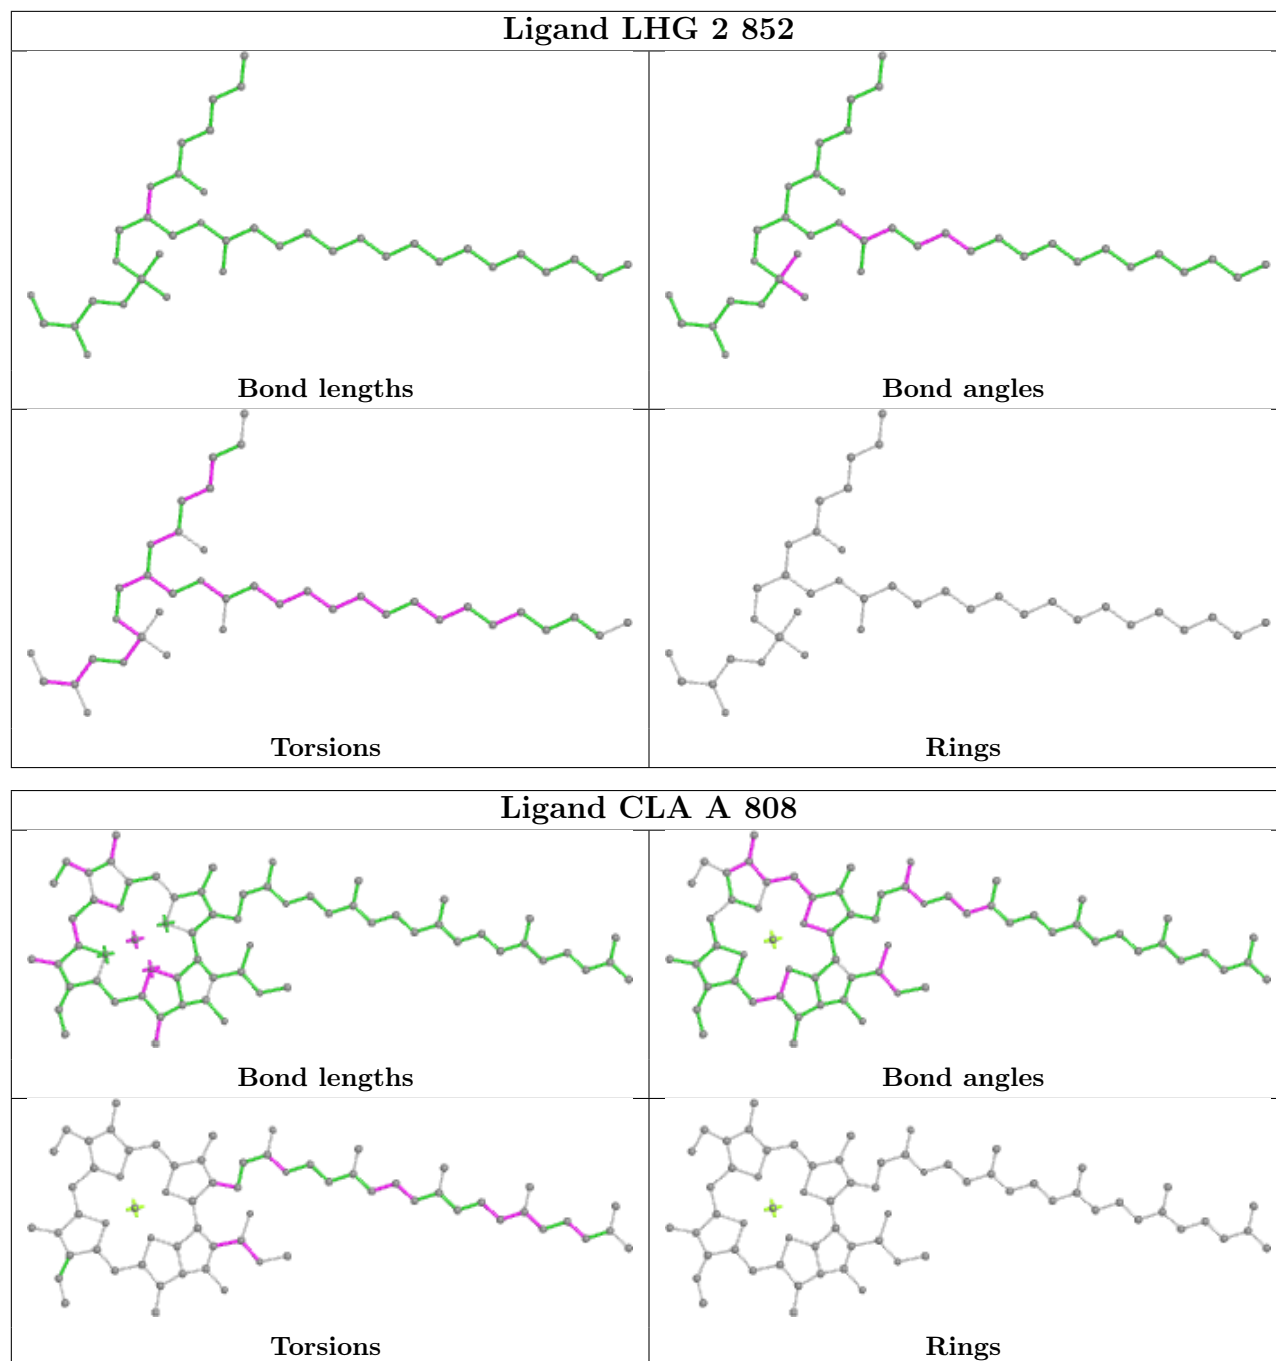 Ligand LHG 2 852
Bond lengths
Bond angles
Torsions
Rings
Ligand CLA A 808
Bond lengths
Bond angles
Torsions
Rings